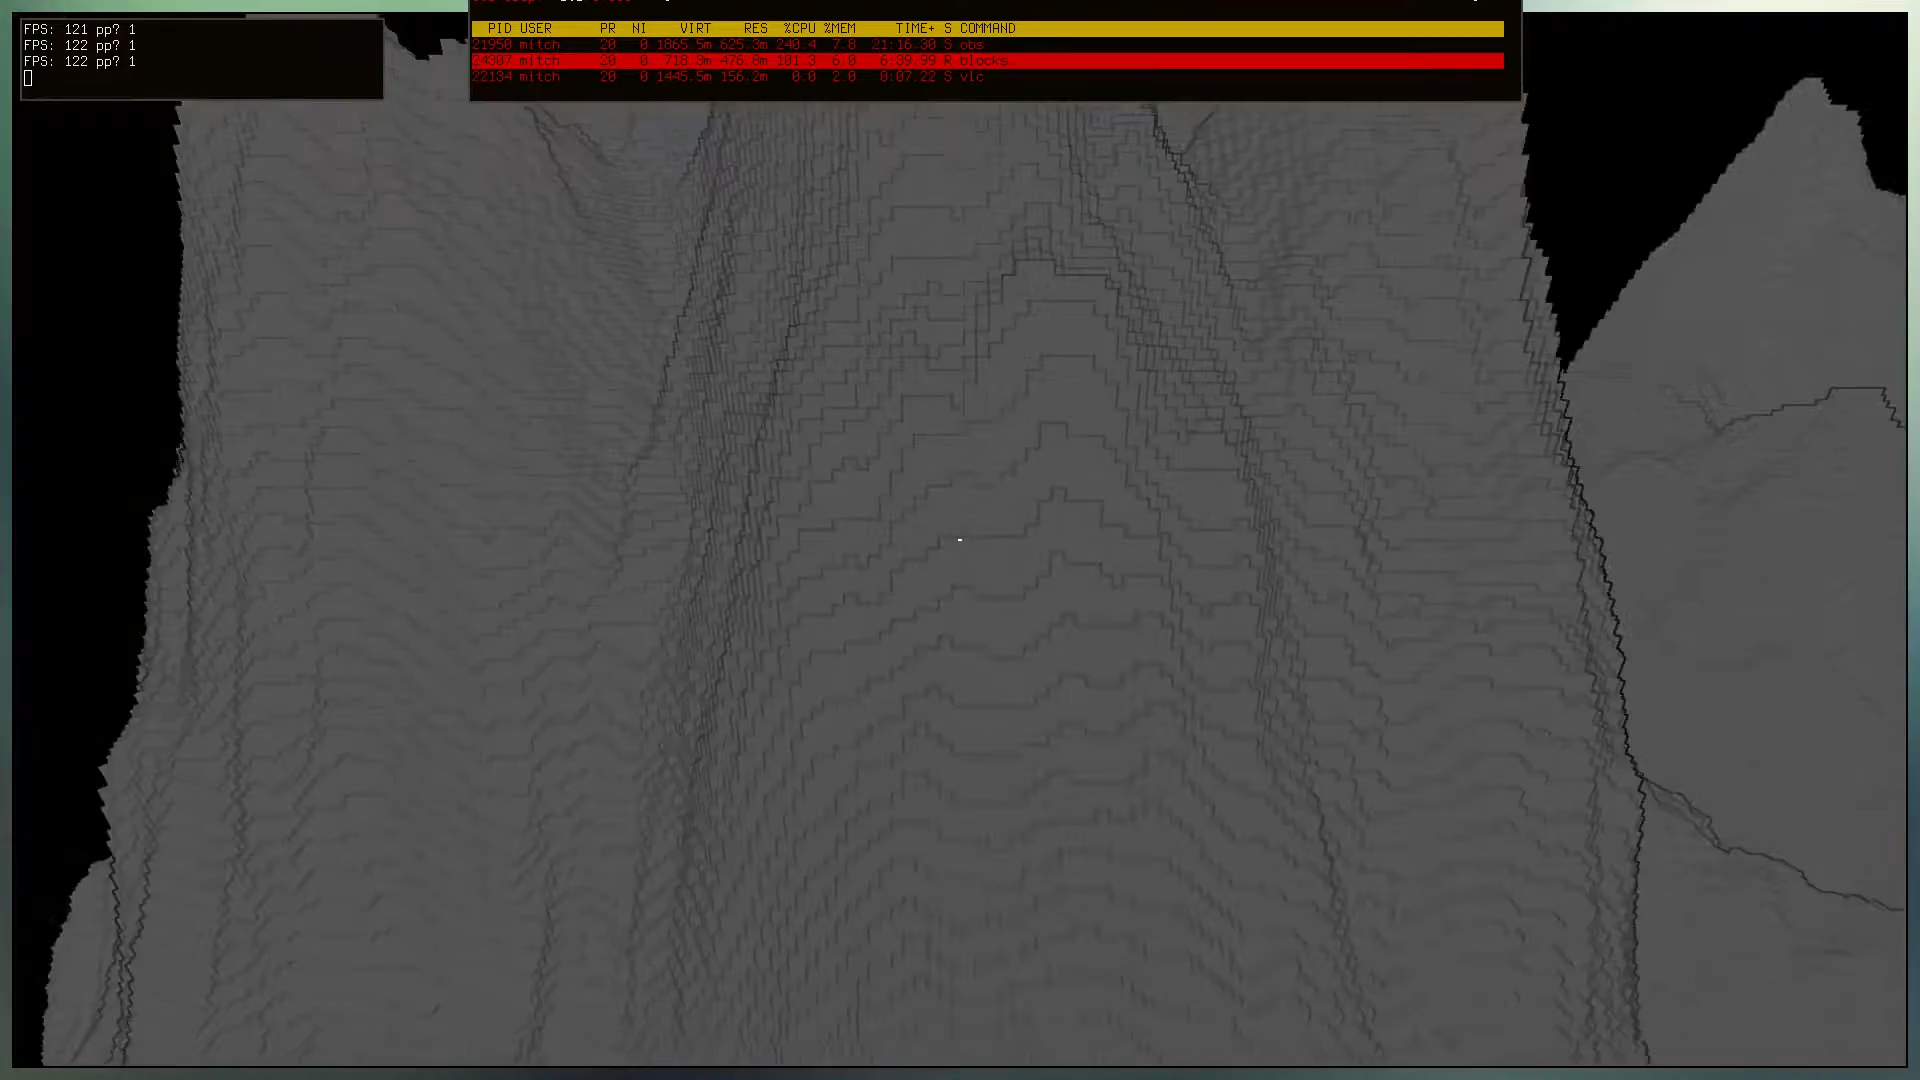 FPS: 121 pp? 1
FPS: 122 pp? 1
FPS: 122 pp? 1
PID USER PR NI VIRT RES %CPU %MEM TIME+ S COMMAND
21950 mitch 20 0 1865.5m 625.3m 240.4 7.8 21:16.30 S obs
24307 mitch 20 0 718.3m 476.8m 101.3 6.0 6:39.99 R blocks
22134 mitch 20 0 1445.5m 156.2m 0.0 2.0 0:07.22 S vlc